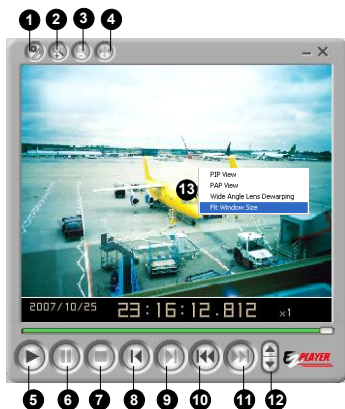 1 2 3 4
13
PIP View
PAP View
Wide Angle Lens Dewarping
Fit Window Size
2007/10/25 23:16:12.812 x1
EZPLAYER
5 6 7 8 9 10 11 12